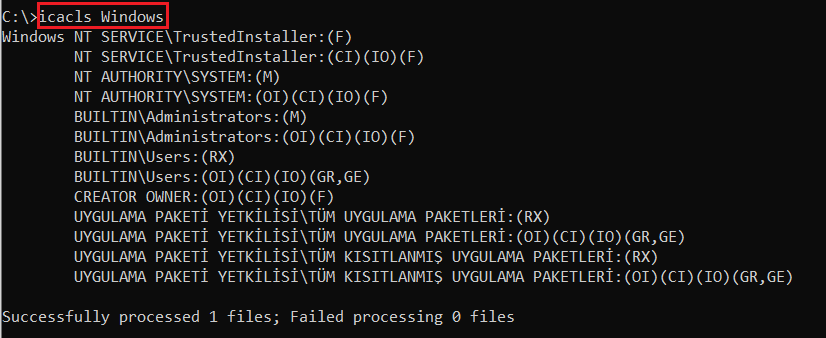 C:\>icacls Windows
Windows NT SERVICE\TrustedInstaller:(F)
NT SERVICE\TrustedInstaller:(CI)(IO)(F)
NT AUTHORITY\SYSTEM:(M)
NT AUTHORITY\SYSTEM:(OI)(CI)(IO)(F)
BUILTIN\Administrators:(M)
BUILTIN\Administrators:(OI)(CI)(IO)(F)
BUILTIN\Users:(RX)
BUILTIN\Users:(OI)(CI)(IO)(GR,GE)
CREATOR OWNER:(OI)(CI)(IO)(F)
UYGULAMA PAKETİ YETKİLİSİ\TÜM UYGULAMA PAKETLERİ:(RX)
UYGULAMA PAKETİ YETKİLİSİ\TÜM UYGULAMA PAKETLERİ:(OI)(CI)(IO)(GR,GE)
UYGULAMA PAKETİ YETKİLİSİ\TÜM KISITLANMIŞ UYGULAMA PAKETLERİ:(RX)
UYGULAMA PAKETİ YETKİLİSİ\TÜM KISITLANMIŞ UYGULAMA PAKETLERİ:(OI)(CI)(IO)(GR,GE)
Successfully processed 1 files; Failed processing 0 files